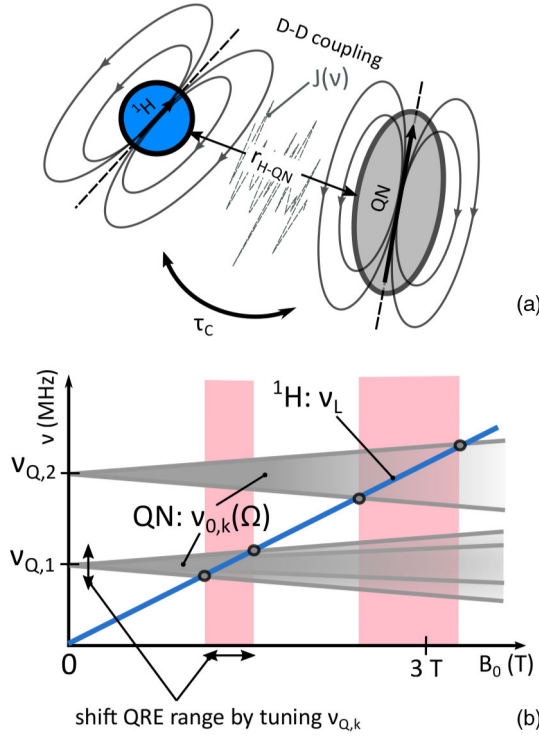 D-D coupling
J(ν)
¹H
r_H-QN
QN
τ_C
(a)
ν (MHz)
¹H: ν_L
ν_Q,2
QN: ν_0,k(Ω)
ν_Q,1
0
3 T
B₀ (T)
shift QRE range by tuning ν_Q,k
(b)